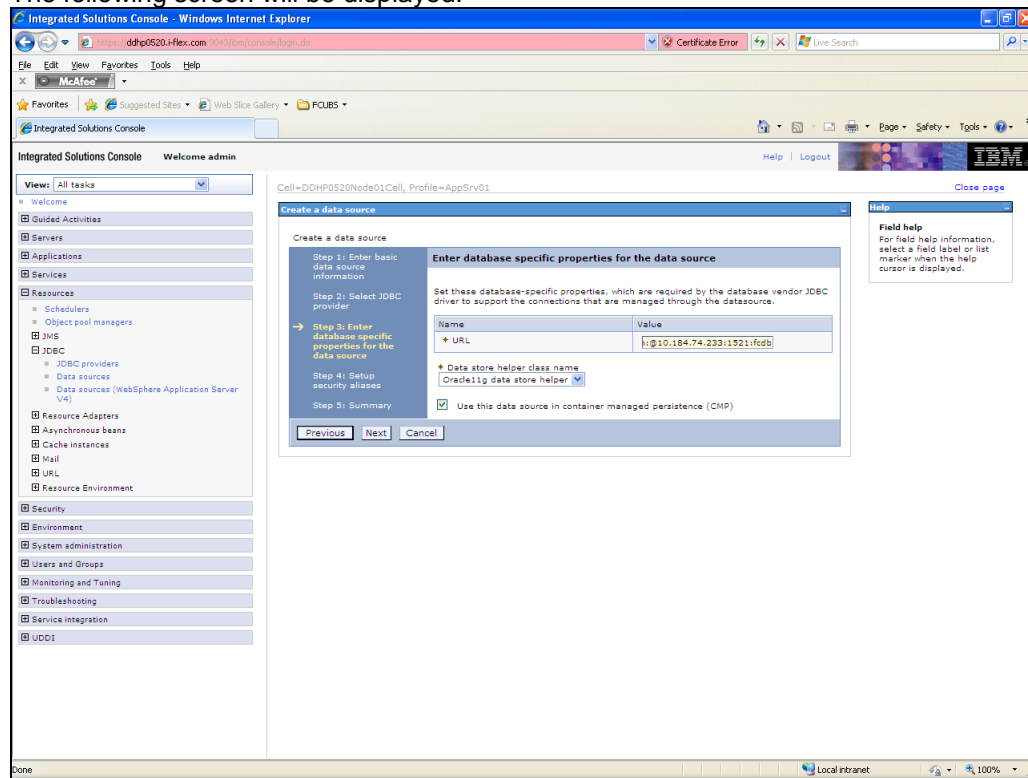 The following screen will be displayed.
Integrated Solutions Console - Windows Internet Explorer
https://ddhp0520.i-flex.com:9043/ibm/console/login.do
Certificate Error
Live Search
File Edit View Favorites Tools Help
x McAfee
Favorites Suggested Sites Web Slice Gallery FCUBS
Integrated Solutions Console
Page Safety Tools
Integrated Solutions Console Welcome admin
Help | Logout
IBM.
View: All tasks
Welcome
Guided Activities
Servers
Applications
Services
Resources
Schedulers
Object pool managers
JMS
JDBC
JDBC providers
Data sources
Data sources (WebSphere Application Server
V4)
Resource Adapters
Asynchronous beans
Cache instances
Mail
URL
Resource Environment
Security
Environment
System administration
Users and Groups
Monitoring and Tuning
Troubleshooting
Service integration
UDDI
Cell=DDHP0520Node01Cell, Profile=AppSrv01
Close page
Create a data source
Create a data source
Step 1: Enter basic
data source
information
Step 2: Select JDBC
provider
Step 3: Enter
database specific
properties for the
data source
Step 4: Setup
security aliases
Step 5: Summary
Enter database specific properties for the data source
Set these database-specific properties, which are required by the database vendor JDBC
driver to support the connections that are managed through the datasource.
Name Value
* URL
:@10.184.74.233:1521:fcdb
* Data store helper class name
Oracle11g data store helper
Use this data source in container managed persistence (CMP)
Previous Next Cancel
Help
Field help
For field help information,
select a field label or list
marker when the help
cursor is displayed.
Done
Local intranet
100%